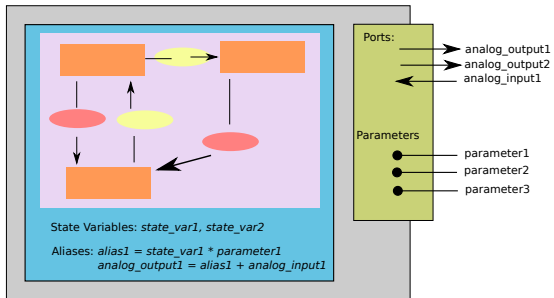 Ports:
analog_output1
analog_output2
analog_input1
Parameters
parameter1
parameter2
parameter3
State Variables: state_var1, state_var2
Aliases: alias1 = state_var1 * parameter1
analog_output1 = alias1 + analog_input1